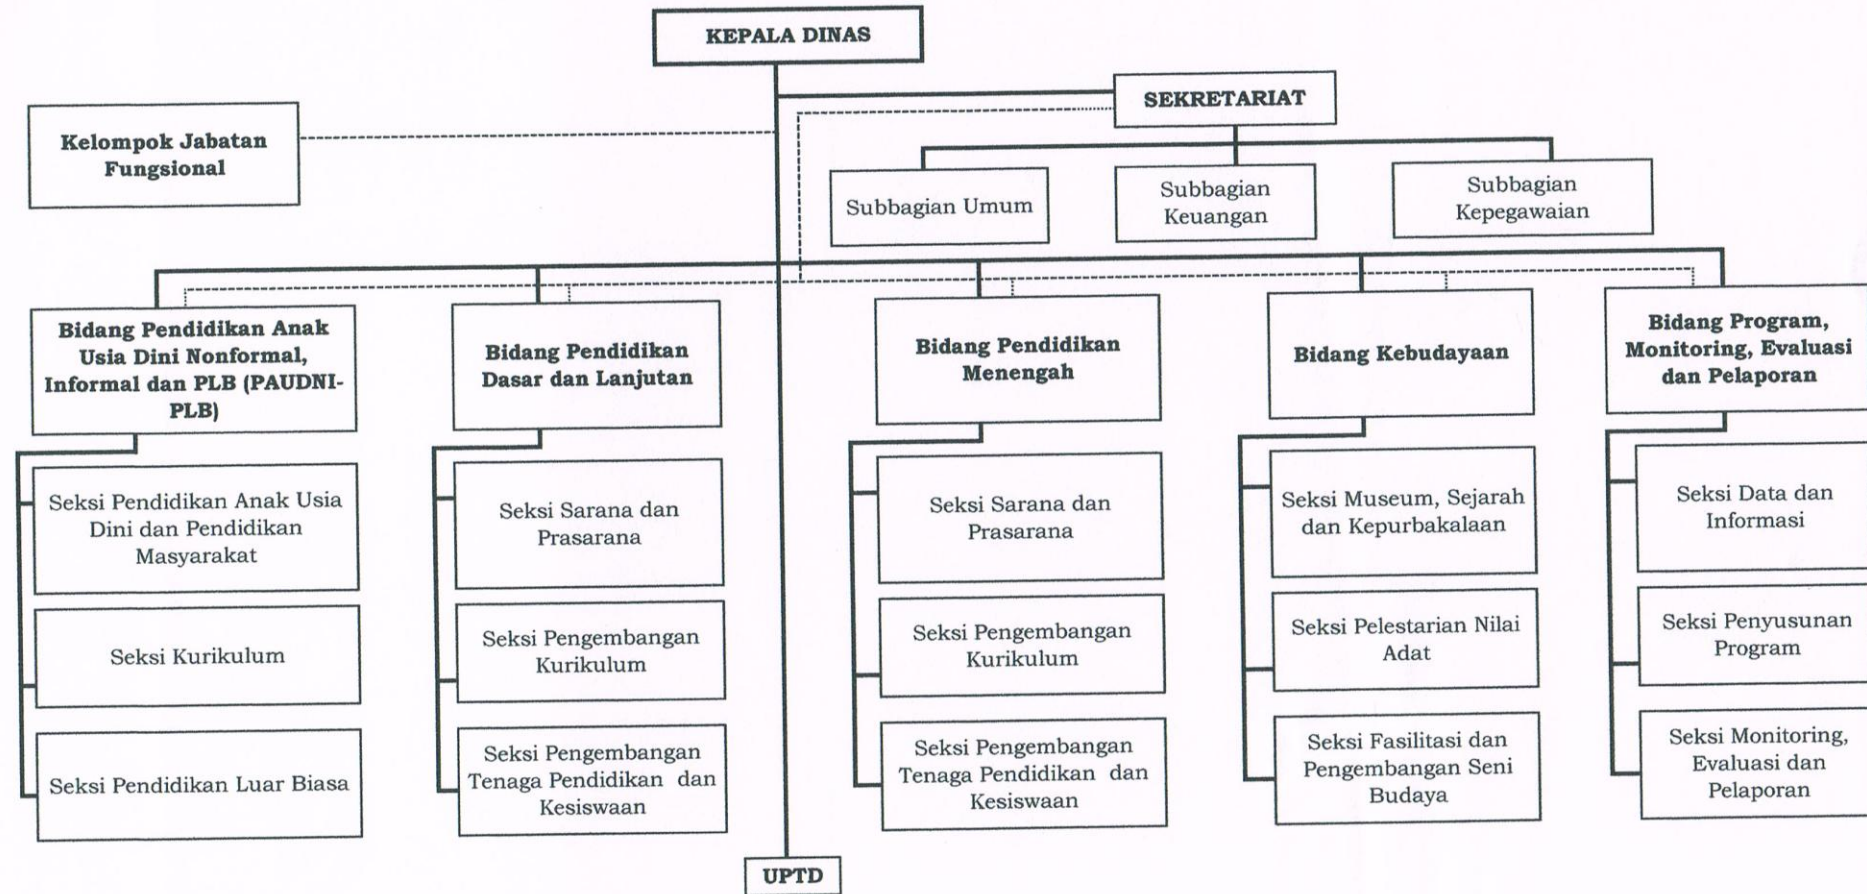 KEPALA DINAS
SEKRETARIAT
Kelompok Jabatan
Fungsional
Subbagian Umum
Subbagian
Keuangan
Subbagian
Kepegawaian
Bidang Pendidikan Anak
Usia Dini Nonformal,
Informal dan PLB (PAUDNI-
PLB)
Bidang Pendidikan
Dasar dan Lanjutan
Bidang Pendidikan
Menengah
Bidang Kebudayaan
Bidang Program,
Monitoring, Evaluasi
dan Pelaporan
Seksi Pendidikan Anak Usia
Dini dan Pendidikan
Masyarakat
Seksi Sarana dan
Prasarana
Seksi Sarana dan
Prasarana
Seksi Museum, Sejarah
dan Kepurbakalaan
Seksi Data dan
Informasi
Seksi Kurikulum
Seksi Pengembangan
Kurikulum
Seksi Pengembangan
Kurikulum
Seksi Pelestarian Nilai
Adat
Seksi Penyusunan
Program
Seksi Pendidikan Luar Biasa
Seksi Pengembangan
Tenaga Pendidikan dan
Kesiswaan
Seksi Pengembangan
Tenaga Pendidikan dan
Kesiswaan
Seksi Fasilitasi dan
Pengembangan Seni
Budaya
Seksi Monitoring,
Evaluasi dan
Pelaporan
UPTD